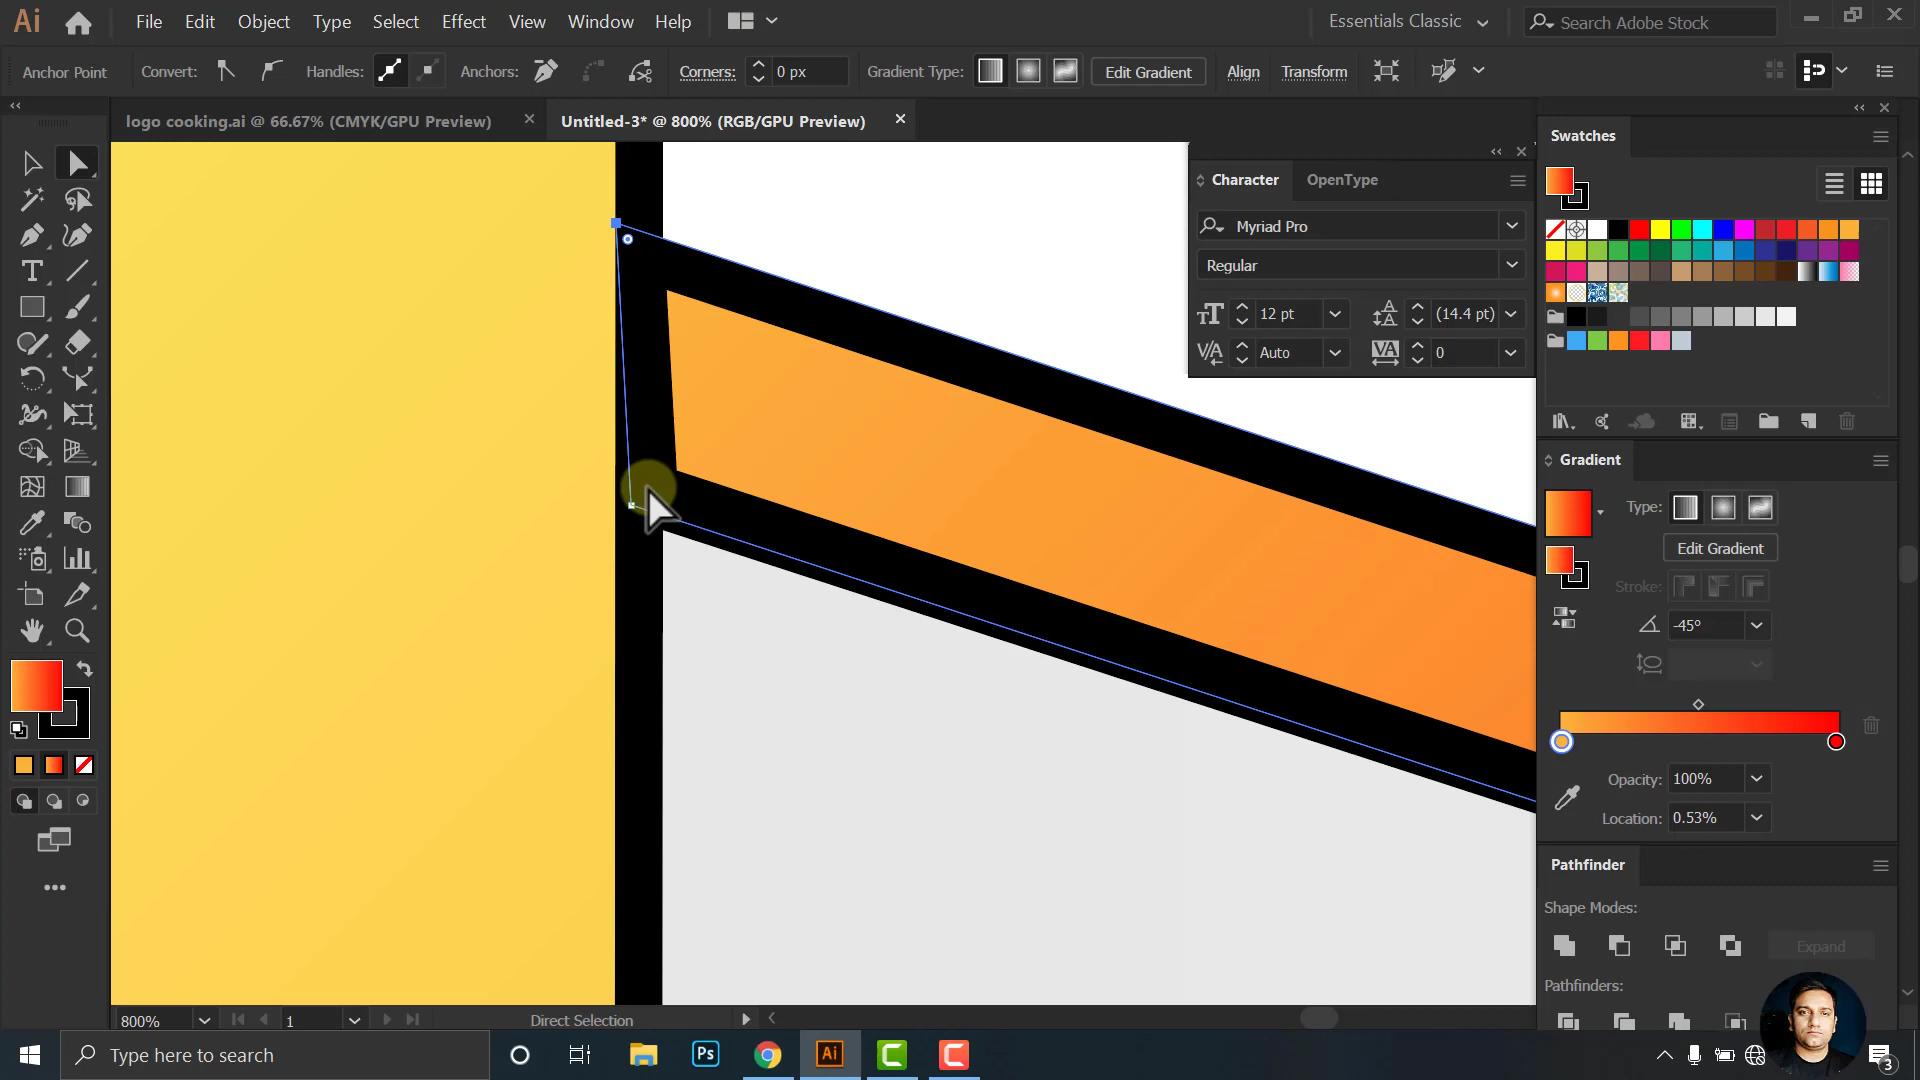 Ai File Edit Object Type Select Effect View Window Help Essentials Classic Search Adobe Stock
Anchor Point Convert: Handles: Anchors: Corners: 0 px Gradient Type: Edit Gradient Align Transform
logo cooking.ai @ 66.67% (CMYK/GPU Preview) Untitled-3* @ 800% (RGB/GPU Preview)
Swatches
Character OpenType
Myriad Pro
Regular
12 pt (14.4 pt)
Auto 0
Gradient
Type:
Edit Gradient
Stroke:
-45°
Opacity: 100%
Location: 0.53%
Pathfinder
Shape Modes:
Expand
Pathfinders:
800% 1 Direct Selection
Type here to search Ps Ai 3